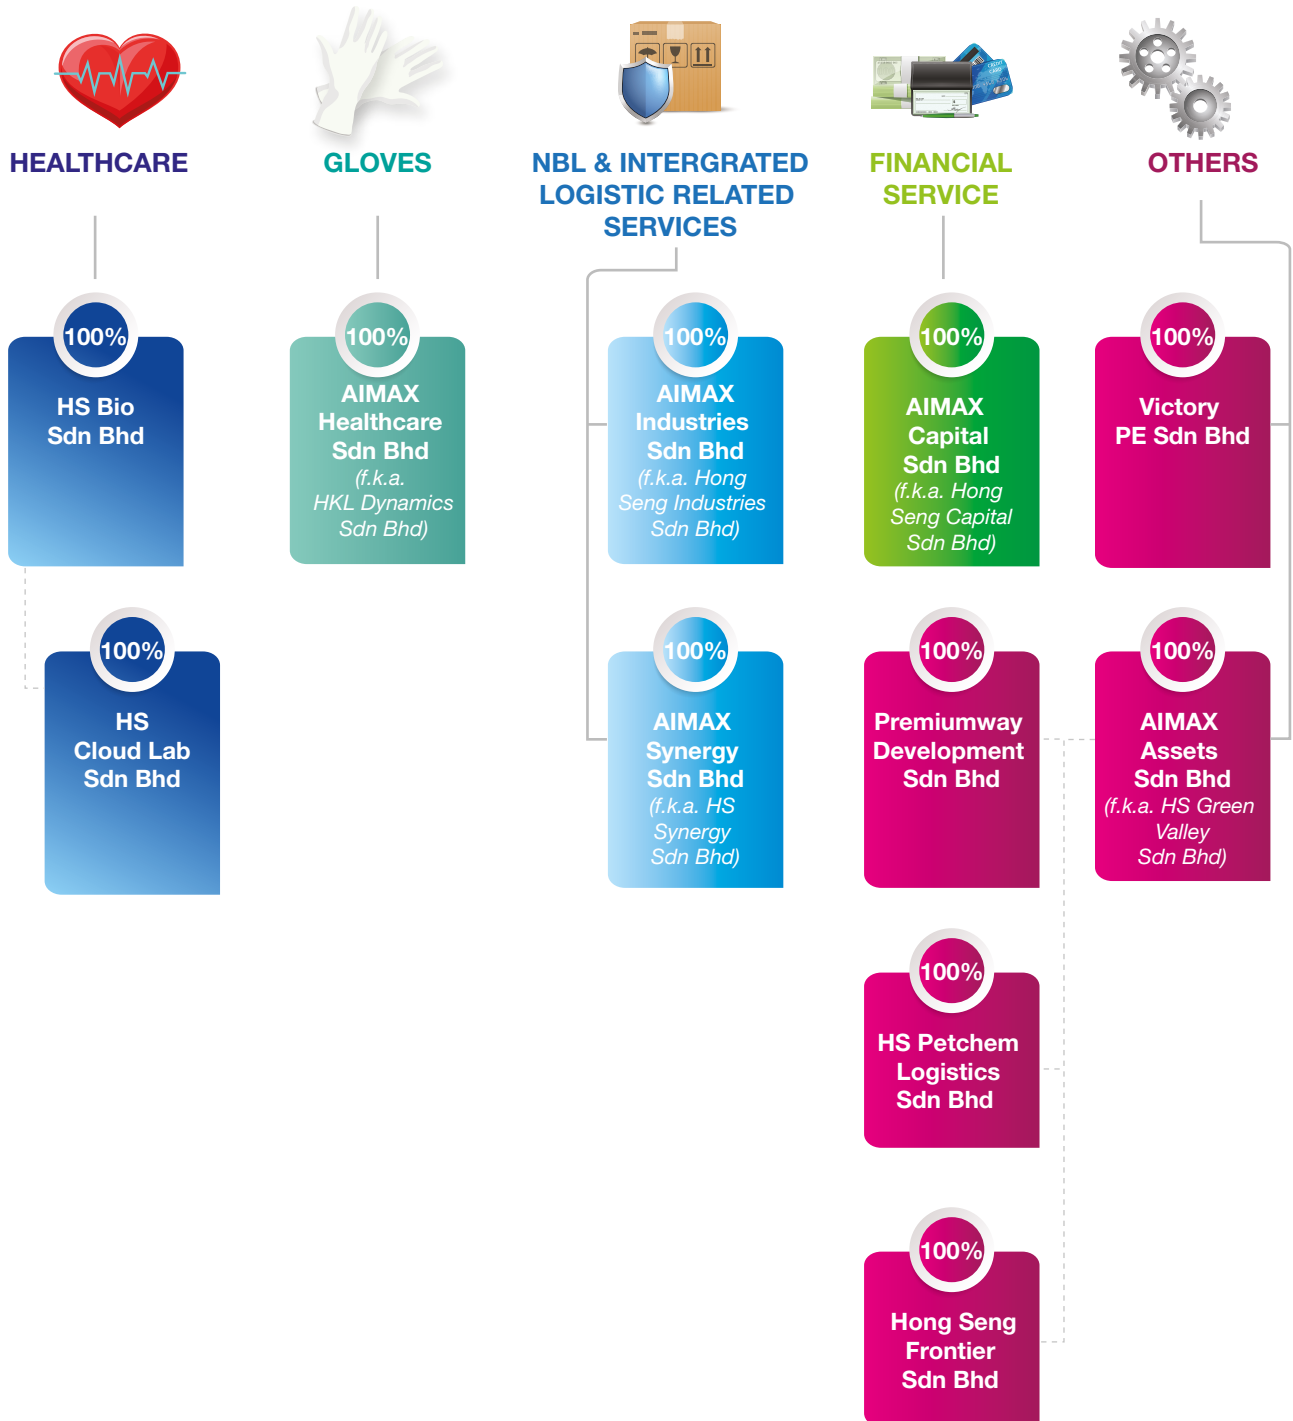 HEALTHCARE
GLOVES
NBL & INTERGRATED
LOGISTIC RELATED
SERVICES
FINANCIAL
SERVICE
OTHERS
100%
HS Bio
Sdn Bhd
100%
AIMAX
Healthcare
Sdn Bhd
(f.k.a.
HKL Dynamics
Sdn Bhd)
100%
AIMAX
Industries
Sdn Bhd
(f.k.a. Hong
Seng Industries
Sdn Bhd)
100%
AIMAX
Capital
Sdn Bhd
(f.k.a. Hong
Seng Capital
Sdn Bhd)
100%
Victory
PE Sdn Bhd
100%
HS
Cloud Lab
Sdn Bhd
100%
AIMAX
Synergy
Sdn Bhd
(f.k.a. HS
Synergy
Sdn Bhd)
100%
Premiumway
Development
Sdn Bhd
100%
AIMAX
Assets
Sdn Bhd
(f.k.a. HS Green
Valley
Sdn Bhd)
100%
HS Petchem
Logistics
Sdn Bhd
100%
Hong Seng
Frontier
Sdn Bhd